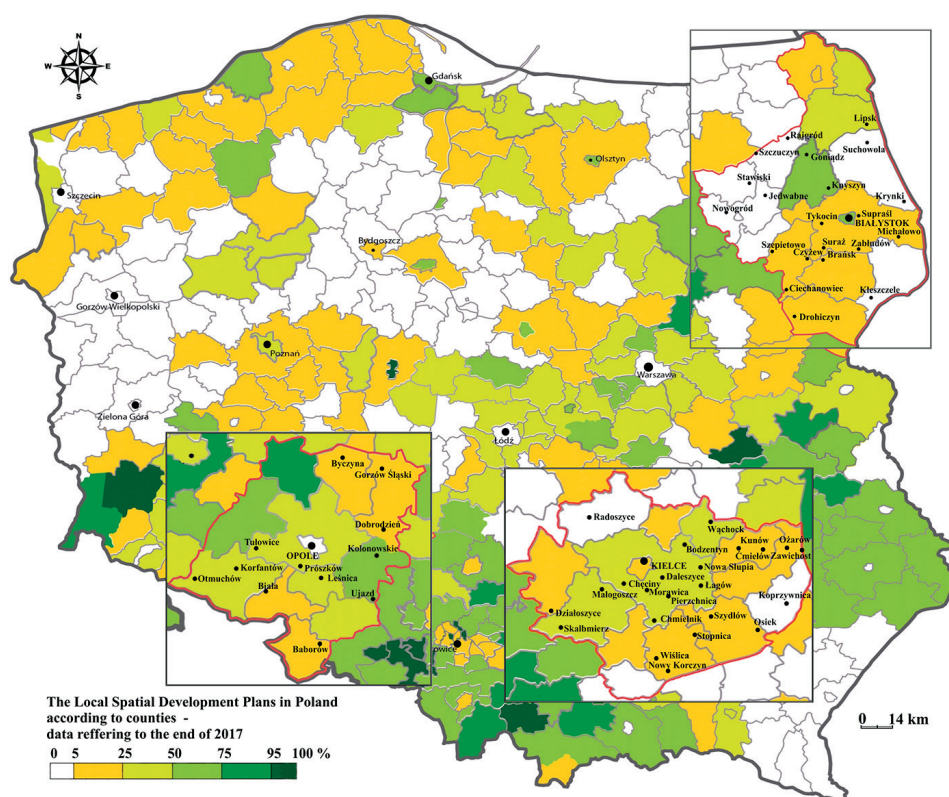 N
W E
S
Gdańsk
Olsztyn
Szczecin
Bydgoszcz
Gorzów Wielkopolski
Poznań
Warszawa
Zielona Góra
Łódź
owice
Lipsk
Rajgród
Suchowola
Szczuczyn
Goniądz
Stawiski
Knyszyn
Jedwabne
Krynki
Nowogród
Tykocin
Supraśl
BIAŁYSTOK
Michałowo
Szepietowo
Suraż
Zabłudów
Czyżew
Brańsk
Ciechanowiec
Kleszczele
Drohiczyn
Byczyna
Gorzów Śląski
Dobrodzień
Tułowice
OPOLE
Kolonowskie
Korfantów
Prószków
Otmuchów
Leśnica
Biała
Ujazd
Baborów
Radoszyce
Wąchock
Kunów
Ożarów
Bodzentyn
Ćmielów
Zawichost
KIELCE
Nowa Słupia
Daleszyce
Chęciny
Łagów
Małogoszcz
Morawica
Pierzchnica
Koprzywnica
Działoszyce
Szydłów
Chmielnik
Osiek
Skalbmierz
Stopnica
Wiślica
Nowy Korczyn
The Local Spatial Development Plans in Poland
according to counties -
data reffering to the end of 2017
0 5 25 50 75 95 100 %
0 14 km